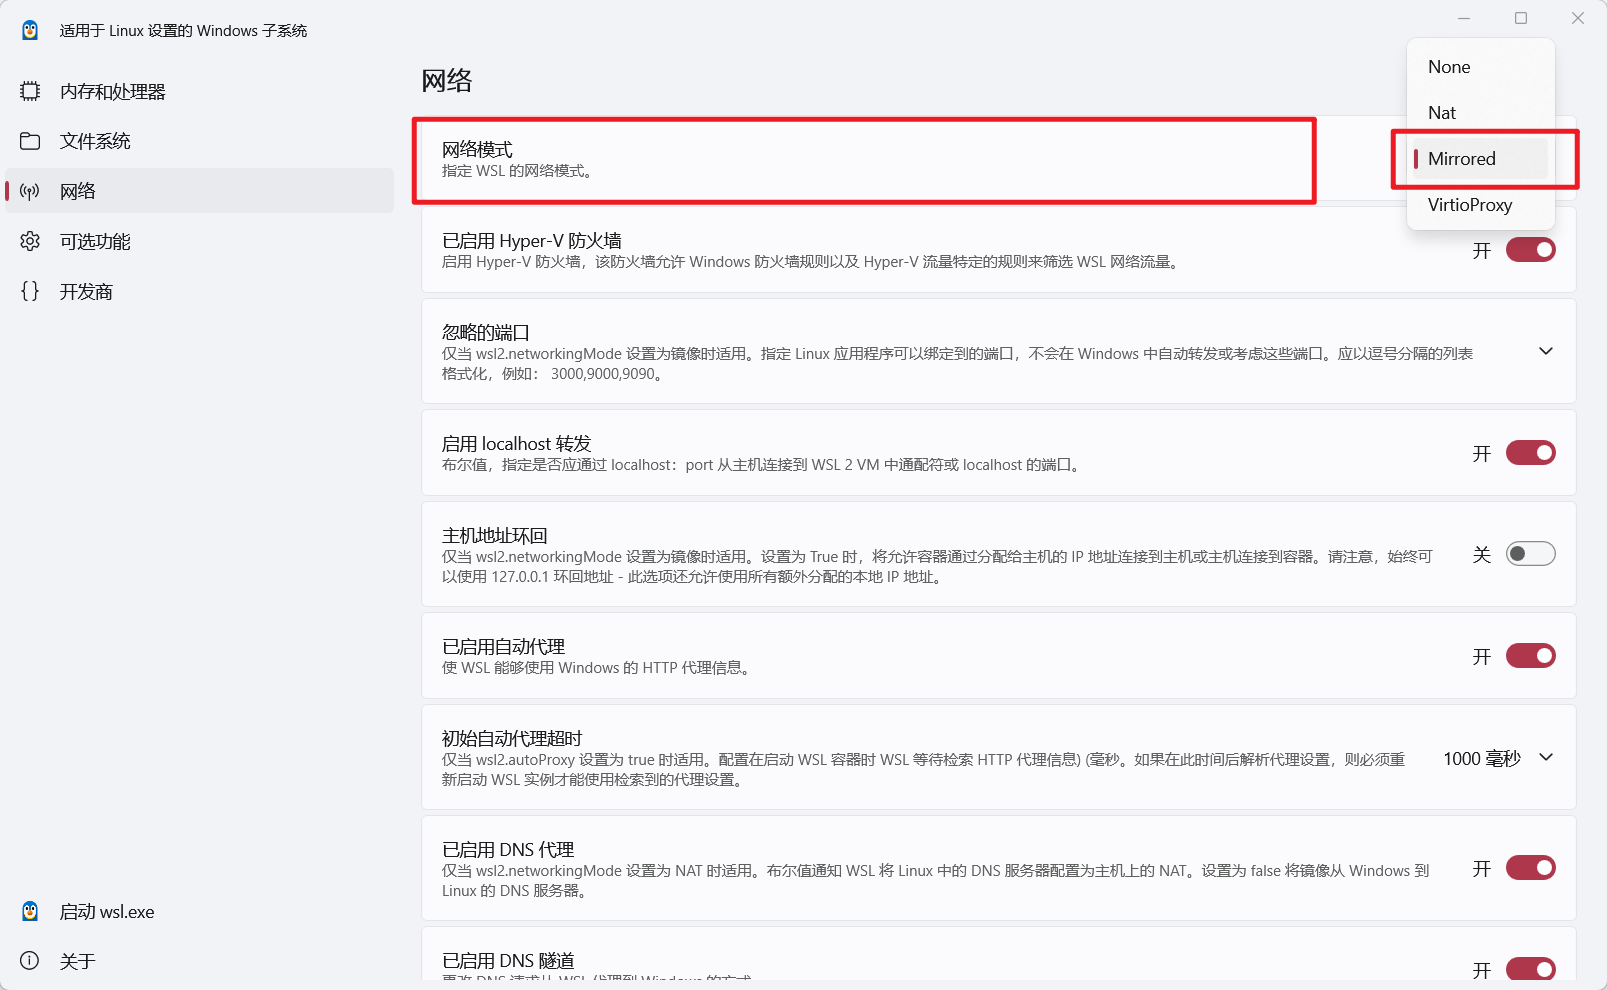 适用于 Linux 设置的 Windows 子系统
内存和处理器
文件系统
网络
可选功能
开发商
启动 wsl.exe
关于
网络
网络模式
指定 WSL 的网络模式。
None
Nat
Mirrored
VirtioProxy
已启用 Hyper-V 防火墙
启用 Hyper-V 防火墙，该防火墙允许 Windows 防火墙规则以及 Hyper-V 流量特定的规则来筛选 WSL 网络流量。
开
忽略的端口
仅当 wsl2.networkingMode 设置为镜像时适用。指定 Linux 应用程序可以绑定到的端口，不会在 Windows 中自动转发或考虑这些端口。应以逗号分隔的列表
格式化，例如： 3000,9000,9090。
启用 localhost 转发
布尔值，指定是否应通过 localhost：port 从主机连接到 WSL 2 VM 中通配符或 localhost 的端口。
开
主机地址环回
仅当 wsl2.networkingMode 设置为镜像时适用。设置为 True 时，将允许容器通过分配给主机的 IP 地址连接到主机或主机连接到容器。请注意，始终可
以使用 127.0.0.1 环回地址 - 此选项还允许使用所有额外分配的本地 IP 地址。
关
已启用自动代理
使 WSL 能够使用 Windows 的 HTTP 代理信息。
开
初始自动代理超时
仅当 wsl2.autoProxy 设置为 true 时适用。配置在启动 WSL 容器时 WSL 等待检索 HTTP 代理信息) (毫秒。如果在此时间后解析代理设置，则必须重
新启动 WSL 实例才能使用检索到的代理设置。
1000 毫秒
已启用 DNS 代理
仅当 wsl2.networkingMode 设置为 NAT 时适用。布尔值通知 WSL 将 Linux 中的 DNS 服务器配置为主机上的 NAT。设置为 false 将镜像从 Windows 到
Linux 的 DNS 服务器。
开
已启用 DNS 隧道
更改 DNS 请求从 WSL 代理到 Windows 的方式
开